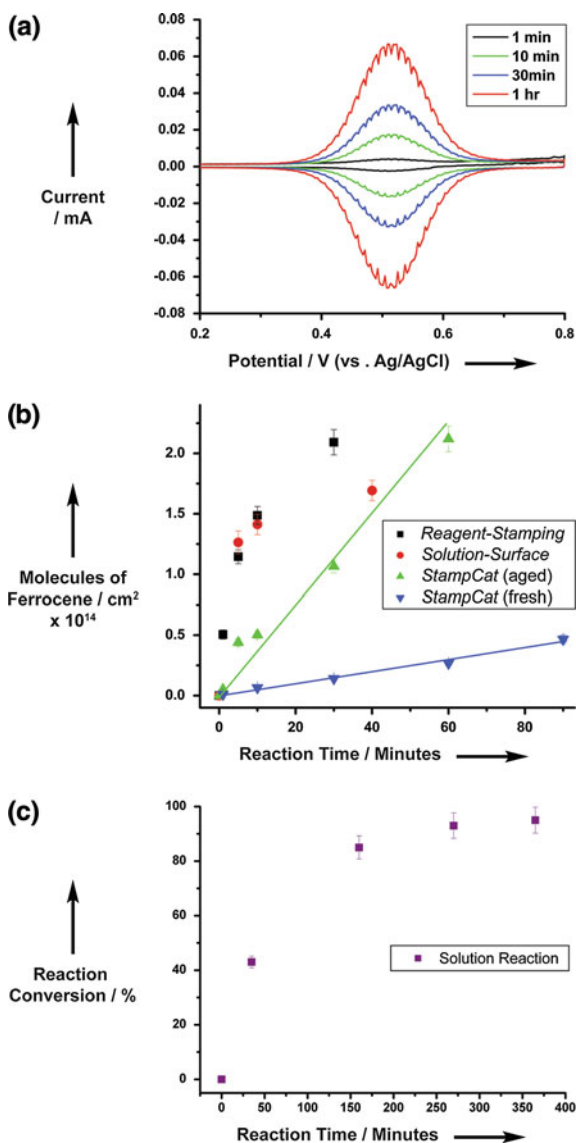 (a)
0.08
0.06
0.04
0.02
0.00
-0.02
-0.04
-0.06
-0.08
Current
/ mA
1 min
10 min
30min
1 hr
0.2
0.4
0.6
0.8
Potential / V (vs . Ag/AgCl)
(b)
2.0
1.5
1.0
0.5
0.0
Molecules of
Ferrocene / cm²
x 10¹⁴
Reagent-Stamping
Solution-Surface
StampCat (aged)
StampCat (fresh)
0
20
40
60
80
Reaction Time / Minutes
(c)
100
80
60
40
20
0
Reaction
Conversion / %
Solution Reaction
0
50
100
150
200
250
300
350
400
Reaction Time / Minutes